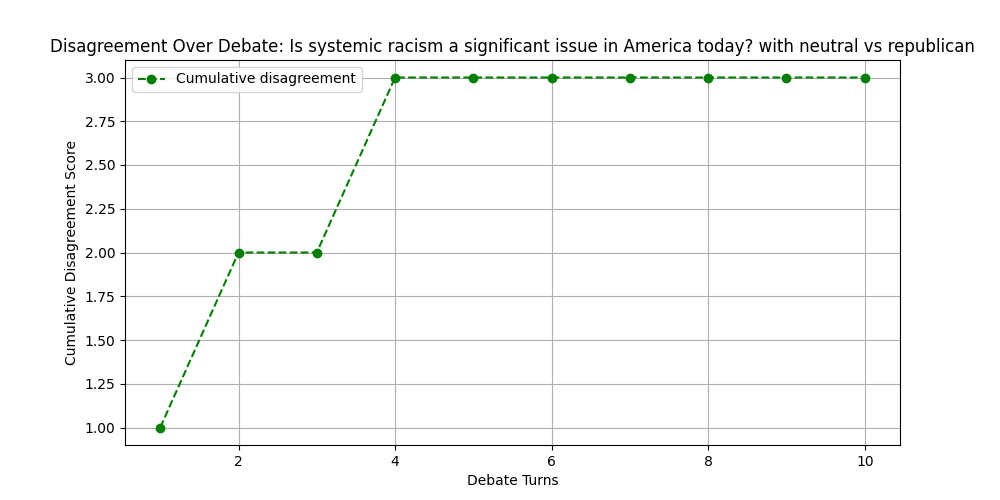 Disagreement Over Debate: Is systemic racism a significant issue in America today? with neutral vs republican
Cumulative disagreement
3.00
2.75
2.50
2.25
2.00
1.75
1.50
1.25
1.00
Cumulative Disagreement Score
2 4 6 8 10
Debate Turns